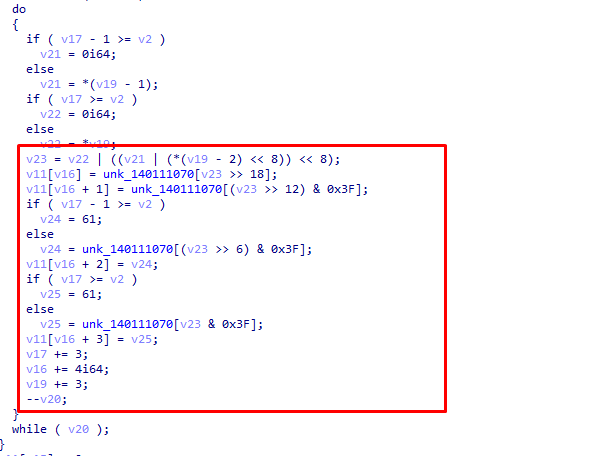 do
{
if ( v17 - 1 >= v2 )
v21 = 0i64;
else
v21 = *(v19 - 1);
if ( v17 >= v2 )
v22 = 0i64;
else
v22 = *v19;
v23 = v22 | ((v21 | (*(v19 - 2) << 8)) << 8);
v11[v16] = unk_140111070[v23 >> 18];
v11[v16 + 1] = unk_140111070[(v23 >> 12) & 0x3F];
if ( v17 - 1 >= v2 )
v24 = 61;
else
v24 = unk_140111070[(v23 >> 6) & 0x3F];
v11[v16 + 2] = v24;
if ( v17 >= v2 )
v25 = 61;
else
v25 = unk_140111070[v23 & 0x3F];
v11[v16 + 3] = v25;
v17 += 3;
v16 += 4i64;
v19 += 3;
--v20;
}
while ( v20 );
}